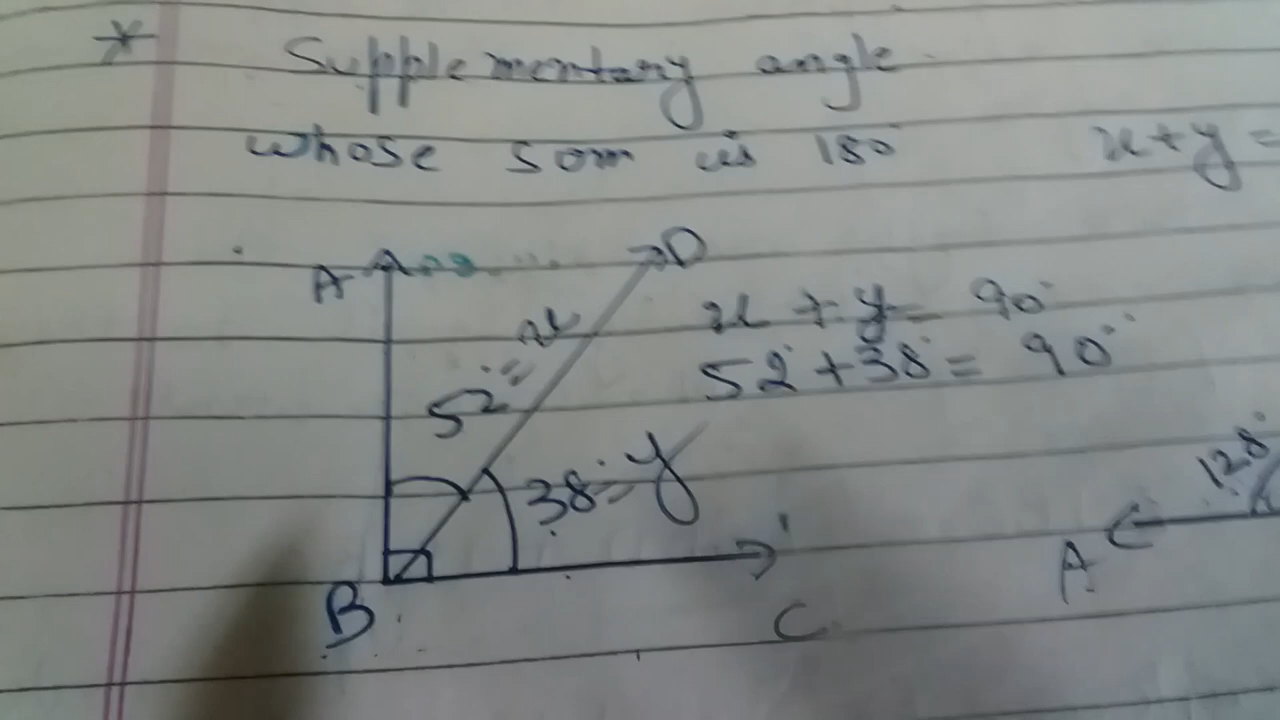 * Supplementary angle
whose som is 180° x+y=
A D
x + y = 90°
52° = x
52° + 38° = 90°
38° = y
128°
A
B C